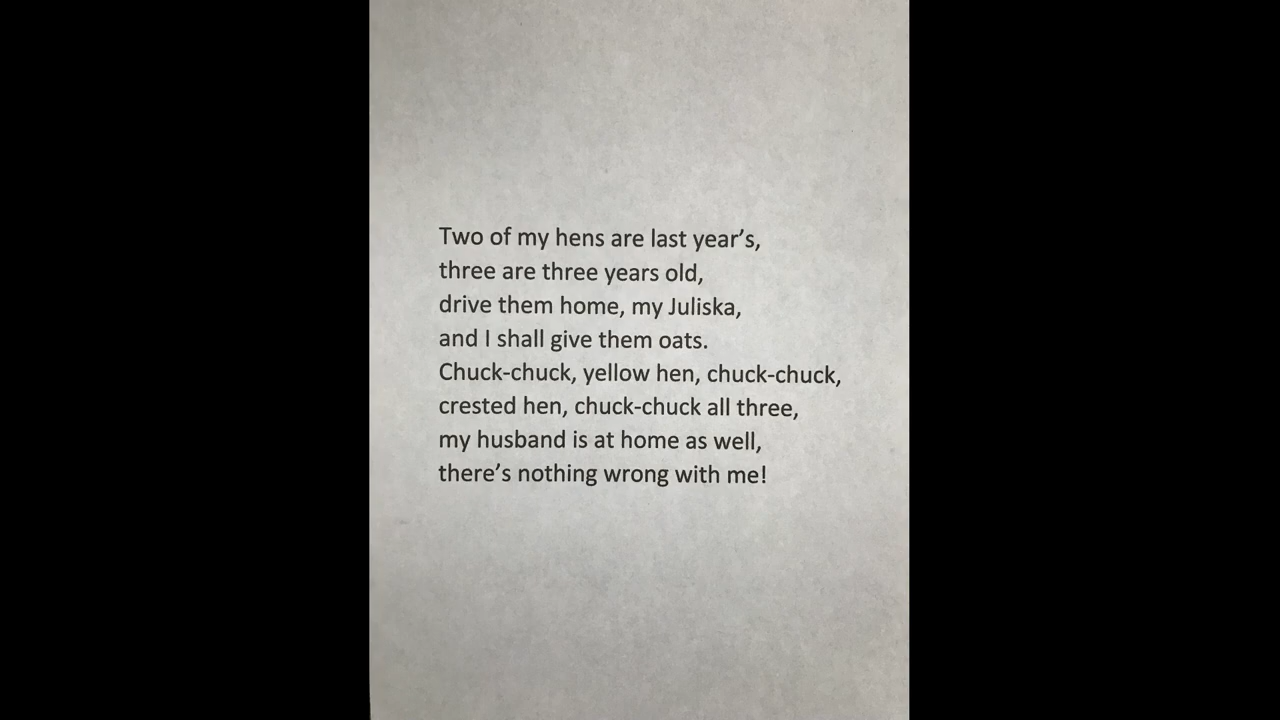 Two of my hens are last year’s,
three are three years old,
drive them home, my Juliska,
and I shall give them oats.
Chuck-chuck, yellow hen, chuck-chuck,
crested hen, chuck-chuck all three,
my husband is at home as well,
there’s nothing wrong with me!